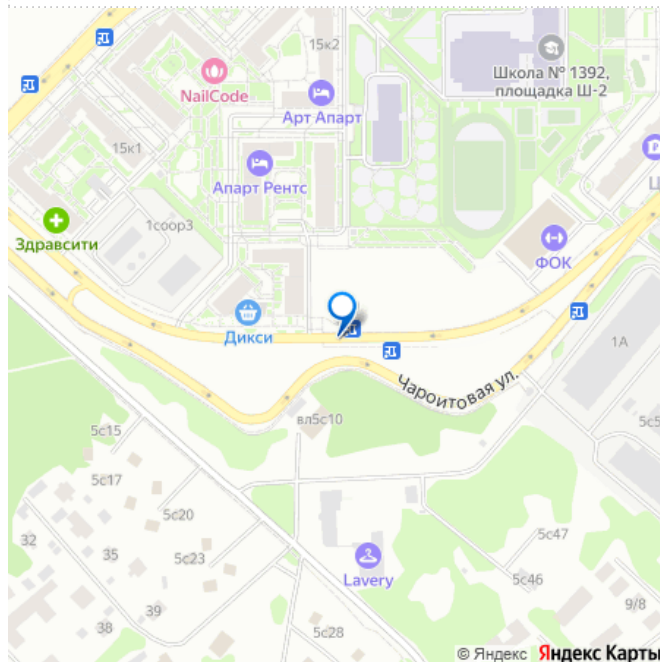 15к2
Школа № 1392,
площадка Ш-2
NailCode
Арт Апарт
15к1
Апарт Рентс
Здравсити
1соор3
ФОК
Дикси
1А
Чароитовая ул.
вл5с10
5с15
5с17
5с20
5с47
32
35
5с23
Lavery
5с46
39
9/8
38
5с28
© Яндекс Яндекс Карты